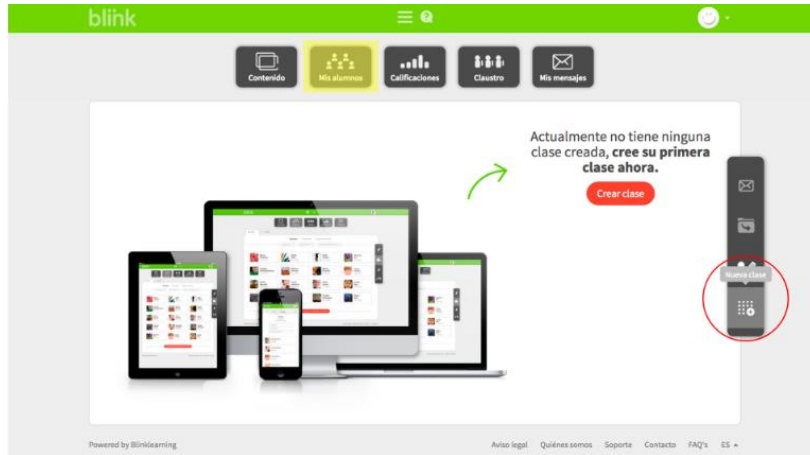 blink
Contenido
Mis alumnos
Calificaciones
Claustro
Mis mensajes
Actualmente no tiene ninguna
clase creada, cree su primera
clase ahora.
Crear clase
Nueva clase
Powered by Blinklearning
Aviso legal Quiénes somos Soporte Contacto FAQ's ES